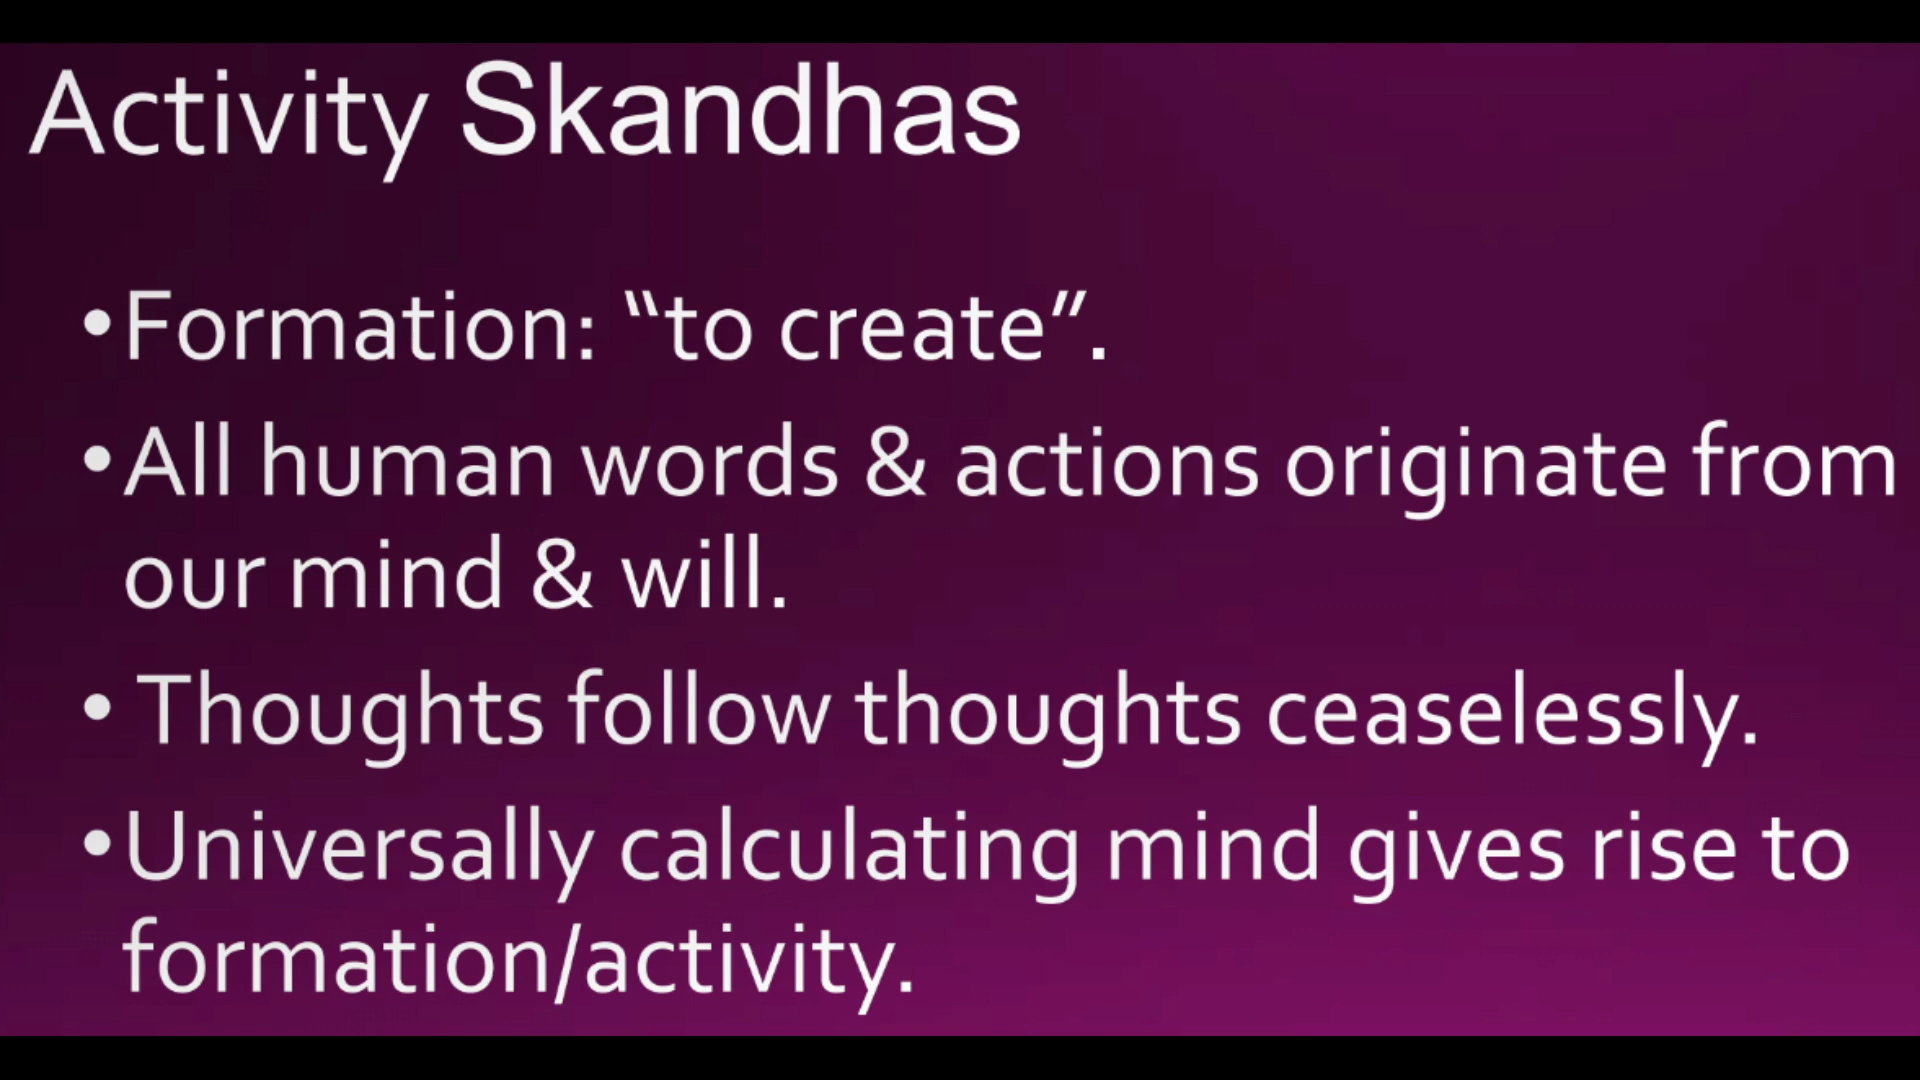 Activity Skandhas
•Formation: “to create”.
•All human words & actions originate from
our mind & will.
• Thoughts follow thoughts ceaselessly.
•Universally calculating mind gives rise to
formation/activity.